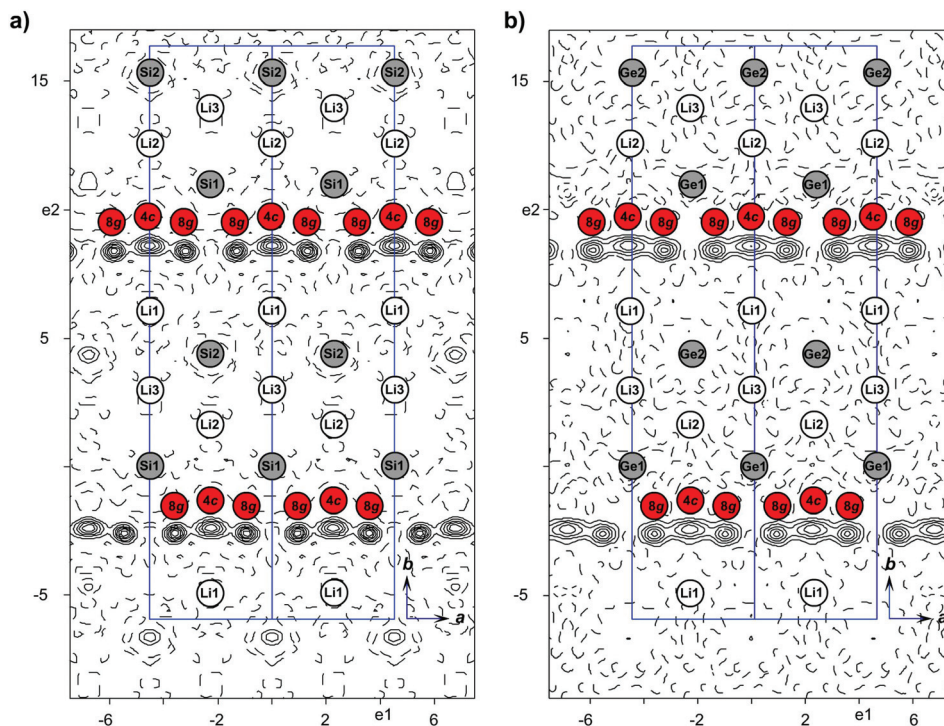 a)
Si2 Si2 Si2
15
Li3 Li3
Li2 Li2 Li2
Si1 Si1
e2
8g 4c 8g 8g 4c 8g 8g 4c 8g
Li1 Li1 Li1
5
Si2 Si2
Li3 Li3 Li3
Li2 Li2
Si1 Si1 Si1
8g 4c 8g 8g 4c 8g
b
-5 Li1 Li1
a
-6 -2 2 e1 6
b)
Ge2 Ge2 Ge2
15
Li3 Li3
Li2 Li2 Li2
Ge1 Ge1
e2
8g 4c 8g 8g 4c 8g 8g 4c 8g
Li1 Li1 Li1
5
Ge2 Ge2
Li3 Li3 Li3
Li2 Li2
Ge1 Ge1 Ge1
8g 4c 8g 8g 4c 8g
b
-5 Li1 Li1
a
-6 -2 2 e1 6